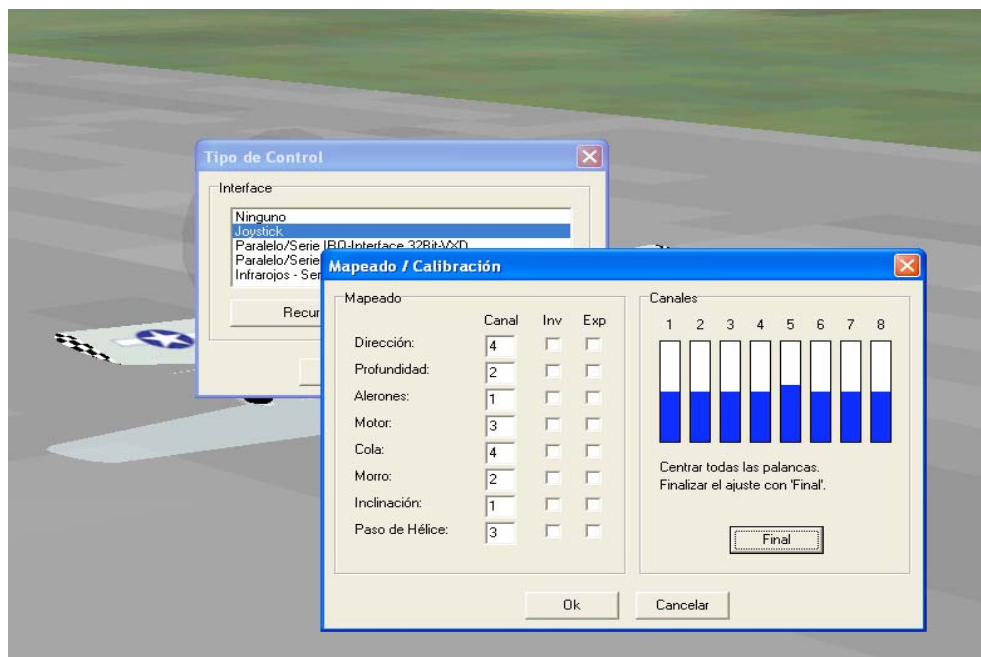 Tipo de Control
Interface
Ninguno
Joystick
Paralelo/Serie IRQ-Interface 32Bit-VXD
Paralelo/Serie
Infrarojos - Ser
Recur
Mapeado / Calibración
Mapeado
Canal Inv Exp
Dirección: 4
Profundidad: 2
Alerones: 1
Motor: 3
Cola: 4
Morro: 2
Inclinación: 1
Paso de Hélice: 3
Canales
1 2 3 4 5 6 7 8
Centrar todas las palancas.
Finalizar el ajuste con 'Final'.
Final
Ok Cancelar